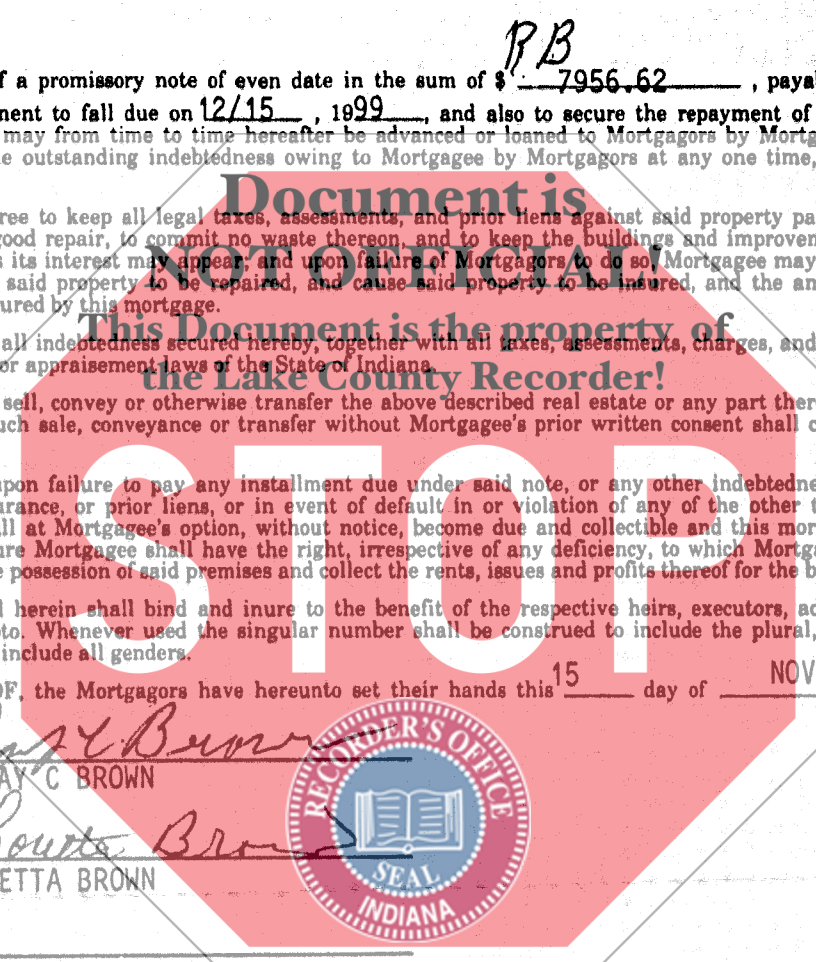 RB
f a promissory note of even date in the sum of $ 7956.62 , paya
nent to fall due on 12/15 , 1999 , and also to secure the repayment of
may from time to time hereafter be advanced or loaned to Mortgagors by Mortg
e outstanding indebtedness owing to Mortgagee by Mortgagors at any one time,
Document is
ree to keep all legal taxes, assessments, and prior liens against said property pa
ood repair, to commit no waste thereon, and to keep the buildings and improven
NOT OFFICIAL!
s its interest may appear, and upon failure of Mortgagors to do so, Mortgagee may
said property to be repaired, and cause said property to be insured, and the an
ured by this mortgage.
This Document is the property of
all indebtedness secured hereby, together with all taxes, assessments, charges, and
or appraisement laws of the State of Indiana.
the Lake County Recorder!
sell, convey or otherwise transfer the above described real estate or any part ther
uch sale, conveyance or transfer without Mortgagee's prior written consent shall c
STOP
upon failure to pay any installment due under said note, or any other indebtedne
urance, or prior liens, or in event of default in or violation of any of the other t
all at Mortgagee's option, without notice, become due and collectible and this mor
ure Mortgagee shall have the right, irrespective of any deficiency, to which Mortga
e possession of said premises and collect the rents, issues and profits thereof for the b
d herein shall bind and inure to the benefit of the respective heirs, executors, ad
eto. Whenever used the singular number shall be construed to include the plural,
include all genders.
OF, the Mortgagors have hereunto set their hands this 15 day of NOV
C Brown
AY C BROWN
etta Brown
ETTA BROWN
RECORDER'S OFFICE
SEAL
INDIANA